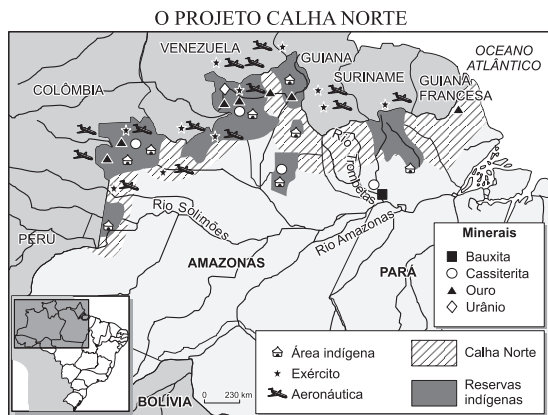 O PROJETO CALHA NORTE
VENEZUELA
GUIANA
OCEANO
ATLÂNTICO
SURINAME
COLÔMBIA
GUIANA
FRANCESA
Rio Trombetas
Rio Solimões
PERU
Rio Amazonas
AMAZONAS
PARÁ
Minerais
Bauxita
Cassiterita
Ouro
Urânio
Área indígena
Exército
Aeronáutica
Calha Norte
Reservas
indígenas
BOLÍVIA
0 230 km